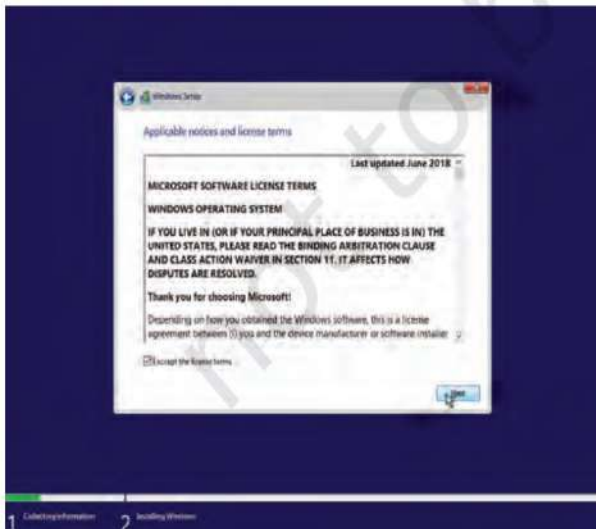 not to b
Windows Setup
Applicable notices and license terms
Last updated June 2018
MICROSOFT SOFTWARE LICENSE TERMS
WINDOWS OPERATING SYSTEM
IF YOU LIVE IN (OR IF YOUR PRINCIPAL PLACE OF BUSINESS IS IN) THE
UNITED STATES, PLEASE READ THE BINDING ARBITRATION CLAUSE
AND CLASS ACTION WAIVER IN SECTION 11. IT AFFECTS HOW
DISPUTES ARE RESOLVED.
Thank you for choosing Microsoft!
Depending on how you obtained the Windows software, this is a license
agreement between (i) you and the device manufacturer or software installer
I accept the license terms
Next
1 Collecting information
2 Installing Windows